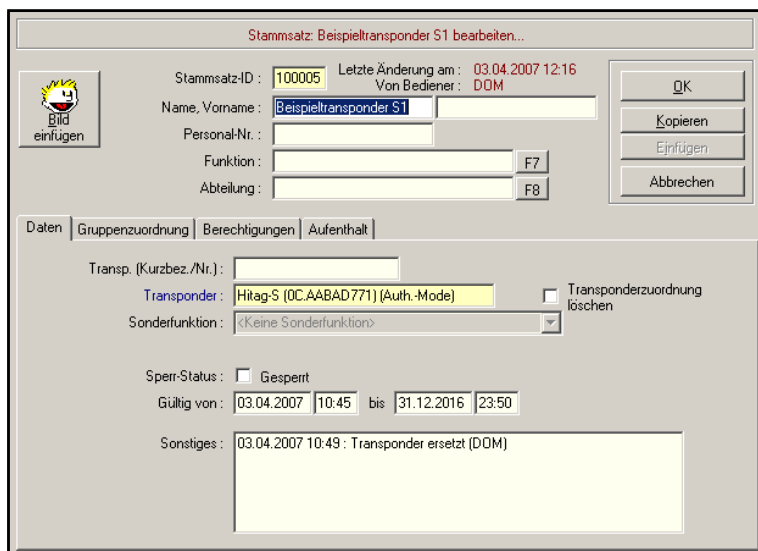 Stammsatz: Beispieltransponder S1 bearbeiten...
Bild
einfügen
Stammsatz-ID : 100005 Letzte Änderung am : 03.04.2007 12:16
Von Bediener : DOM
Name, Vorname : Beispieltransponder S1
Personal-Nr. :
Funktion : F7
Abteilung : F8
OK
Kopieren
Einfügen
Abbrechen
Daten Gruppenzuordnung Berechtigungen Aufenthalt
Transp. (Kurzbez./Nr.) :
Transponder : Hitag-S (0C.AABAD771) (Auth.-Mode) Transponderzuordnung
löschen
Sonderfunktion : <Keine Sonderfunktion>
Sperr-Status : Gesperrt
Gültig von : 03.04.2007 10:45 bis 31.12.2016 23:50
Sonstiges : 03.04.2007 10:49 : Transponder ersetzt (DOM)